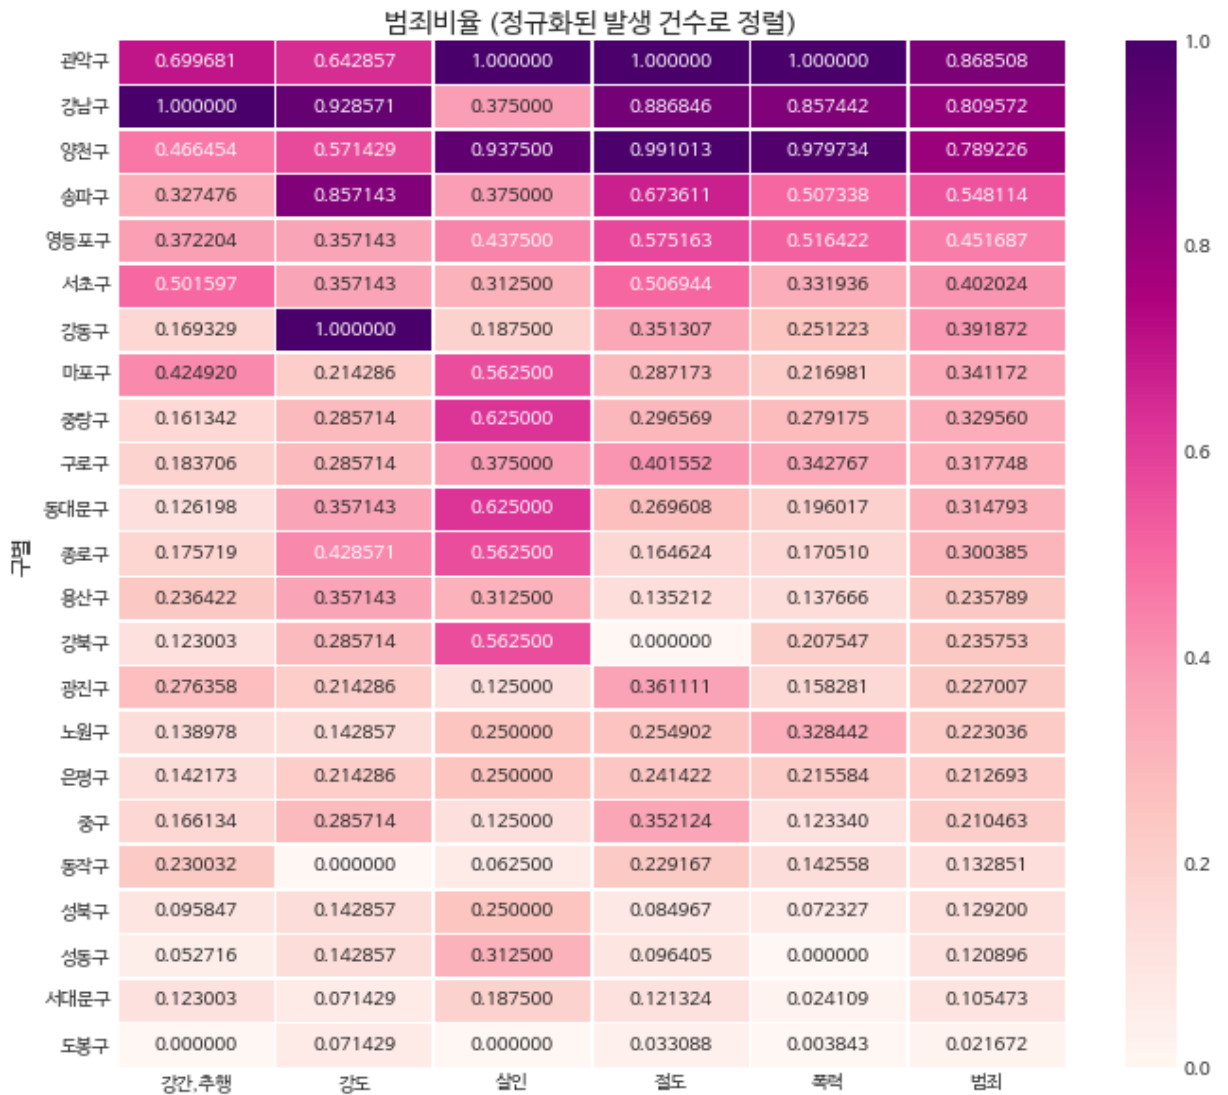 범죄비율 (정규화된 발생 건수로 정렬)
관악구 0.699681 0.642857 1.000000 1.000000 1.000000 0.868508
강남구 1.000000 0.928571 0.375000 0.886846 0.857442 0.809572
양천구 0.466454 0.571429 0.937500 0.991013 0.979734 0.789226
송파구 0.327476 0.857143 0.375000 0.673611 0.507338 0.548114
영등포구 0.372204 0.357143 0.437500 0.575163 0.516422 0.451687
서초구 0.501597 0.357143 0.312500 0.506944 0.331936 0.402024
강동구 0.169329 1.000000 0.187500 0.351307 0.251223 0.391872
마포구 0.424920 0.214286 0.562500 0.287173 0.216981 0.341172
중랑구 0.161342 0.285714 0.625000 0.296569 0.279175 0.329560
구로구 0.183706 0.285714 0.375000 0.401552 0.342767 0.317748
동대문구 0.126198 0.357143 0.625000 0.269608 0.196017 0.314793
종로구 0.175719 0.428571 0.562500 0.164624 0.170510 0.300385
용산구 0.236422 0.357143 0.312500 0.135212 0.137666 0.235789
강북구 0.123003 0.285714 0.562500 0.000000 0.207547 0.235753
광진구 0.276358 0.214286 0.125000 0.361111 0.158281 0.227007
노원구 0.138978 0.142857 0.250000 0.254902 0.328442 0.223036
은평구 0.142173 0.214286 0.250000 0.241422 0.215584 0.212693
중구 0.166134 0.285714 0.125000 0.352124 0.123340 0.210463
동작구 0.230032 0.000000 0.062500 0.229167 0.142558 0.132851
성북구 0.095847 0.142857 0.250000 0.084967 0.072327 0.129200
성동구 0.052716 0.142857 0.312500 0.096405 0.000000 0.120896
서대문구 0.123003 0.071429 0.187500 0.121324 0.024109 0.105473
도봉구 0.000000 0.071429 0.000000 0.033088 0.003843 0.021672
강간,추행 강도 살인 절도 폭력 범죄
구별
1.0
0.8
0.6
0.4
0.2
0.0